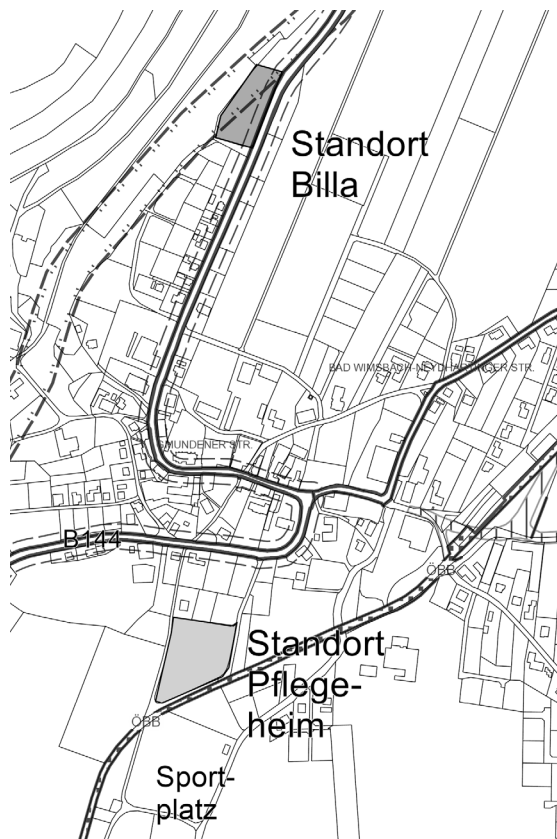 Standort
Billa
BAD WIMSBACH-NEYDHARTINGER STR.
GMUNDENER STR.
B144
ÖBB
Standort
Pflege-
heim
ÖBB
Sport-
platz